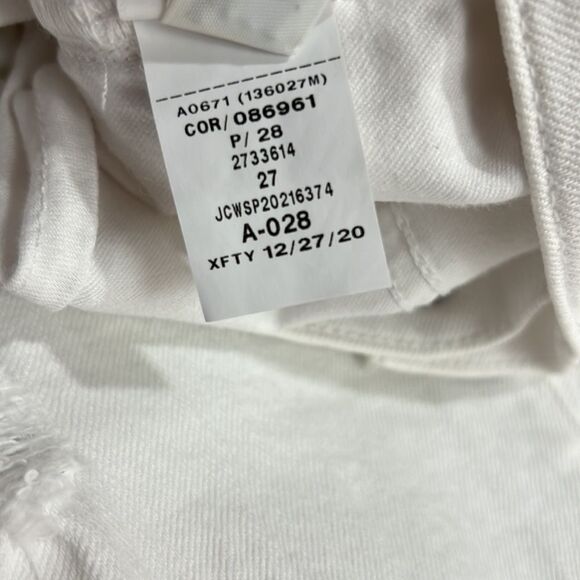 A0671 (136027M)
COR/086961
P/ 28
2733614
27
JCWSP20216374
A-028
XFTY 12/27/20